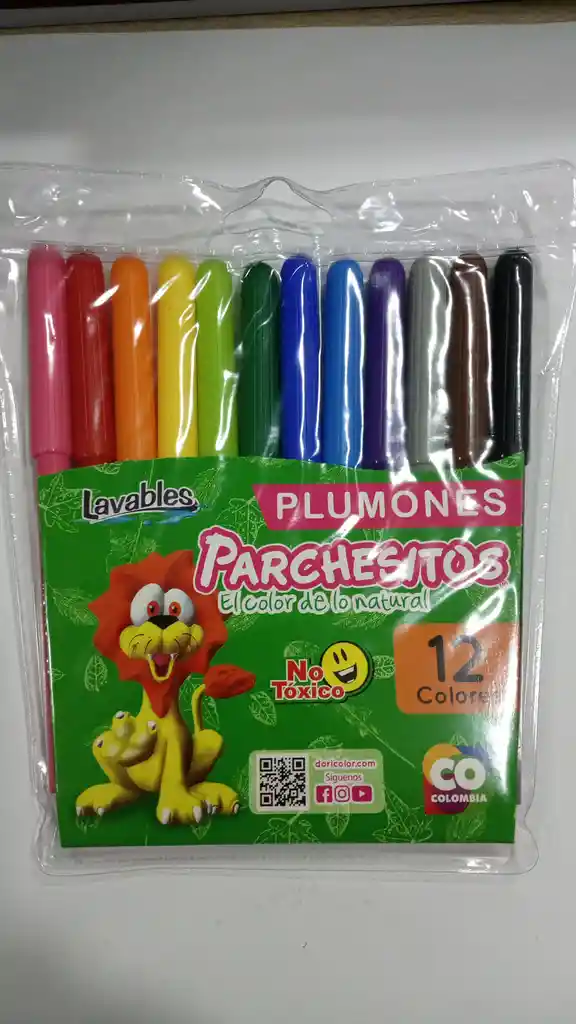 Lavables
PLUMONES
PARCHESITOS
El color de lo natural
12
Colores
No
Tóxico
doricolor.com
Síguenos
CO
COLOMBIA